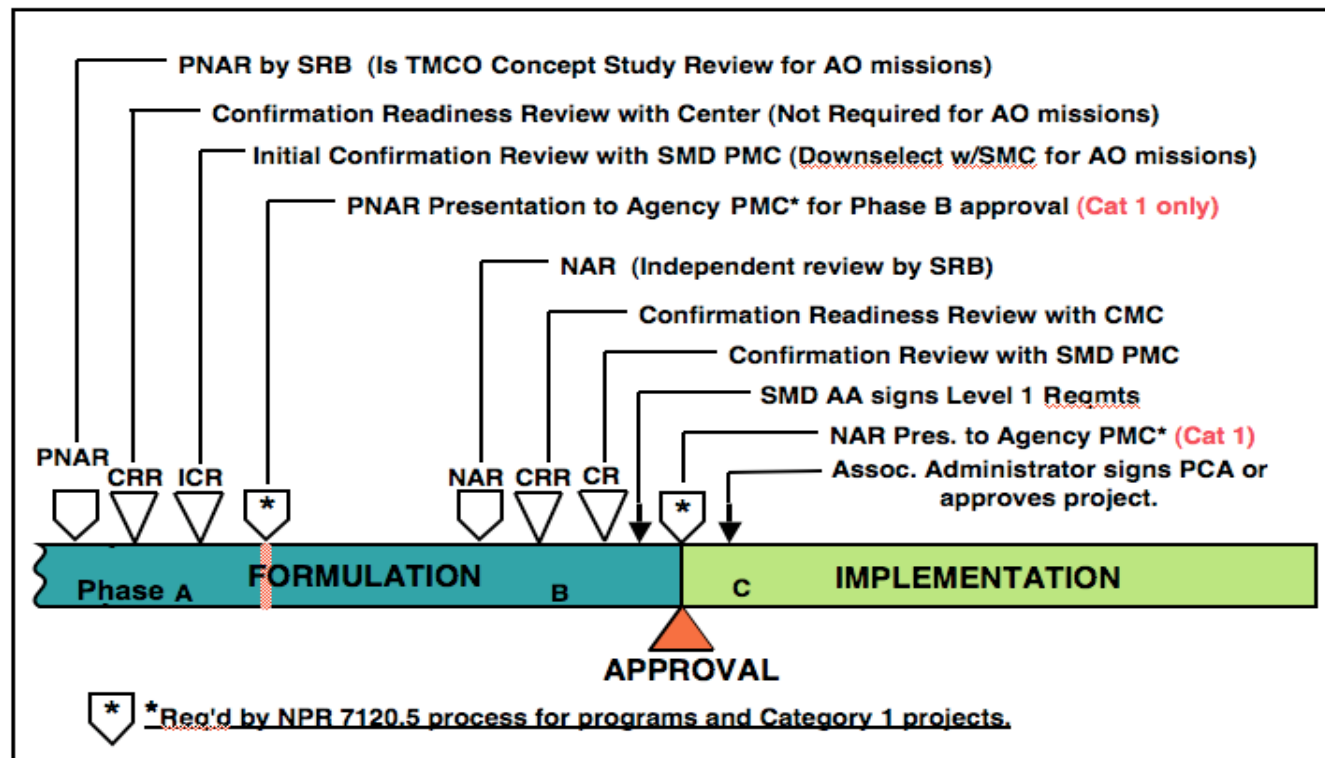 PNAR by SRB (Is TMCO Concept Study Review for AO missions)
Confirmation Readiness Review with Center (Not Required for AO missions)
Initial Confirmation Review with SMD PMC (Downselect w/SMC for AO missions)
PNAR Presentation to Agency PMC* for Phase B approval (Cat 1 only)
NAR (Independent review by SRB)
Confirmation Readiness Review with CMC
Confirmation Review with SMD PMC
SMD AA signs Level 1 Reqmts
NAR Pres. to Agency PMC* (Cat 1)
Assoc. Administrator signs PCA or
approves project.
PNAR
CRR
ICR
*
NAR
CRR
CR
*
Phase A
FORMULATION
B
C
IMPLEMENTATION
APPROVAL
* *Req'd by NPR 7120.5 process for programs and Category 1 projects.